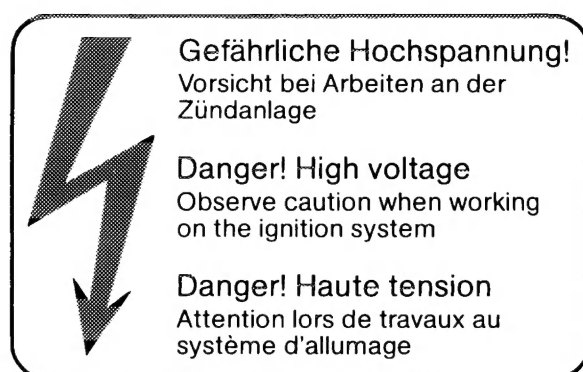 Gefährliche Hochspannung!
Vorsicht bei Arbeiten an der
Zündanlage
Danger! High voltage
Observe caution when working
on the ignition system
Danger! Haute tension
Attention lors de travaux au
système d'allumage